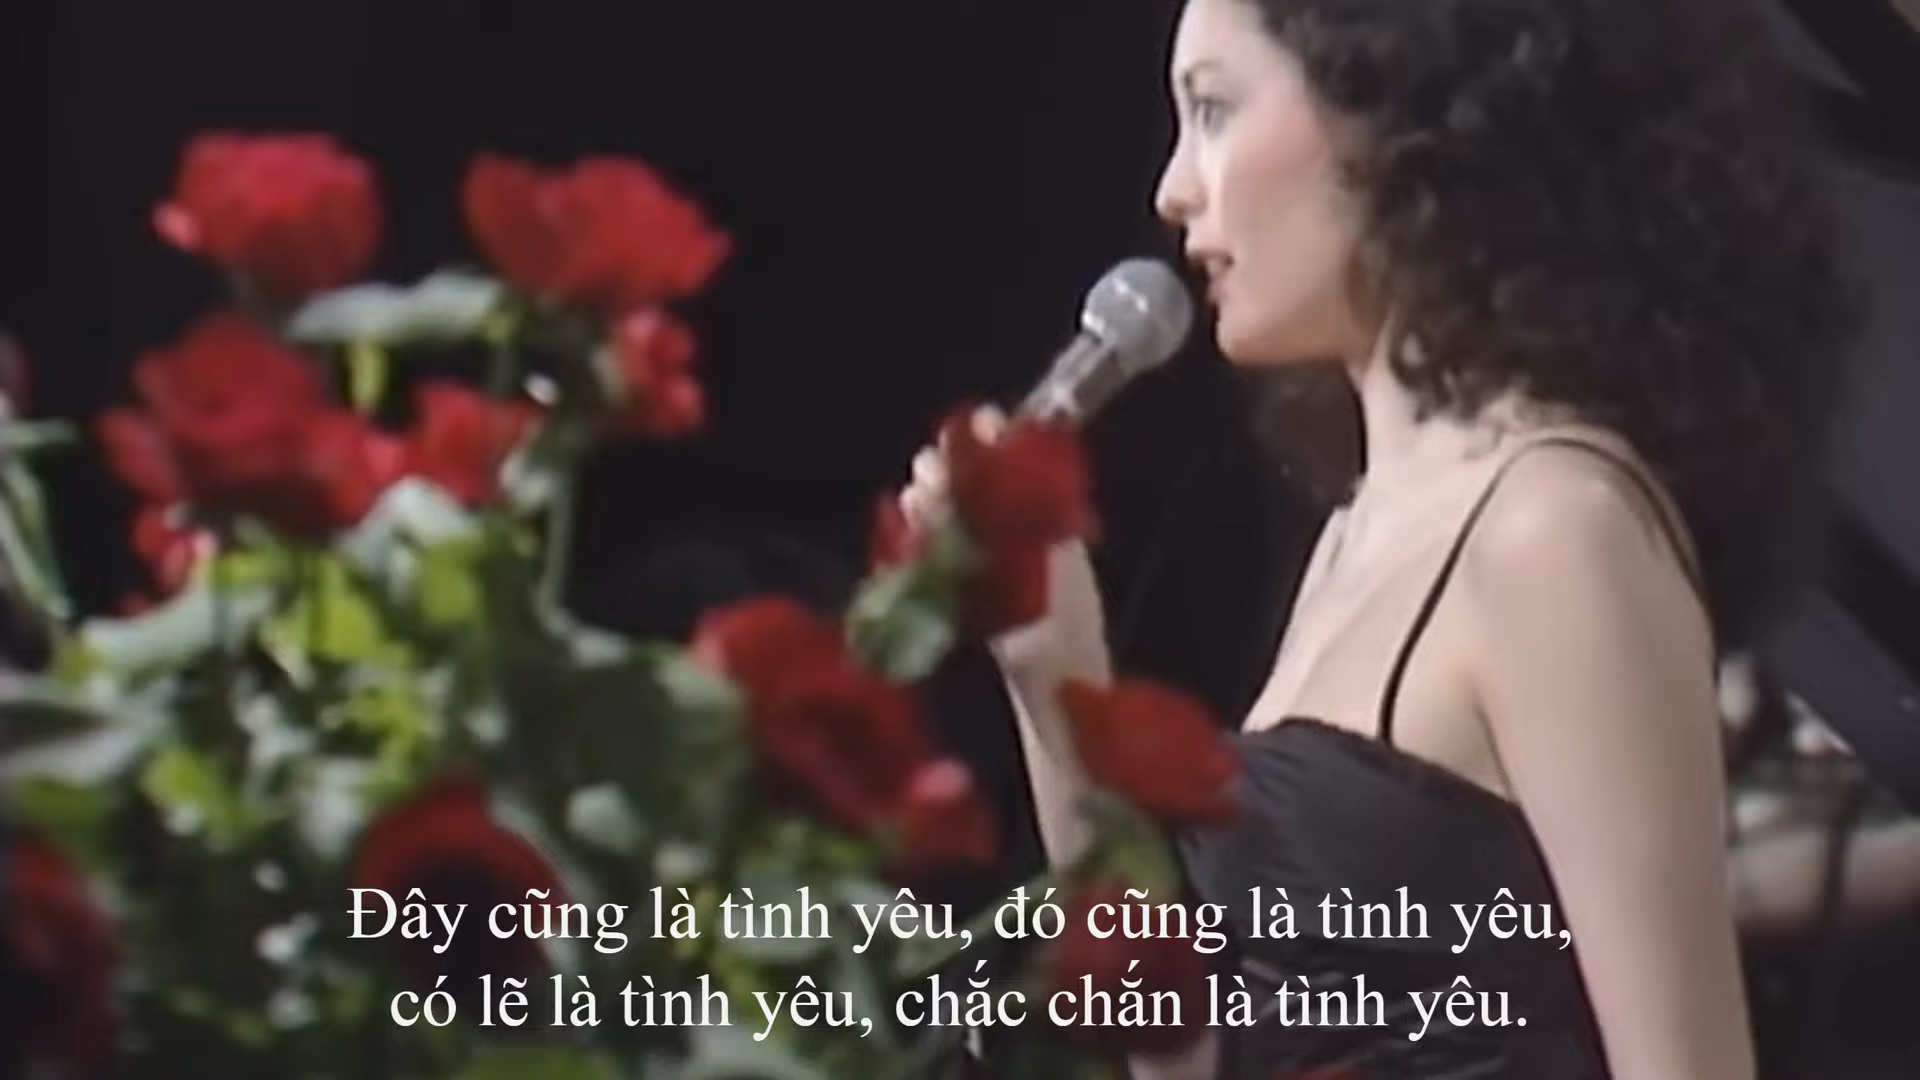 Đây cũng là tình yêu, đó cũng là tình yêu,
có lẽ là tình yêu, chắc chắn là tình yêu.